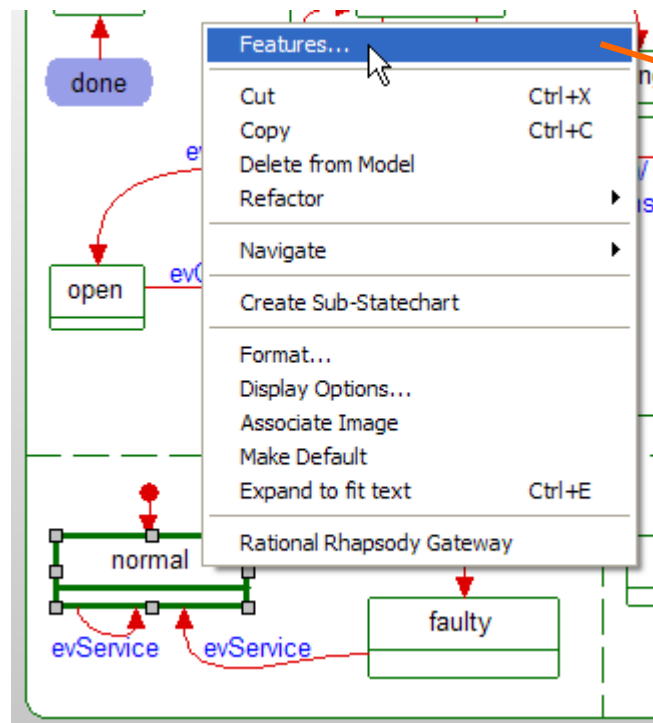 Features...
done
Cut Ctrl+X
Copy Ctrl+C
Delete from Model
Refactor
Navigate
open
Create Sub-Statechart
Format...
Display Options...
Associate Image
Make Default
Expand to fit text Ctrl+E
Rational Rhapsody Gateway
normal
faulty
evService
evService